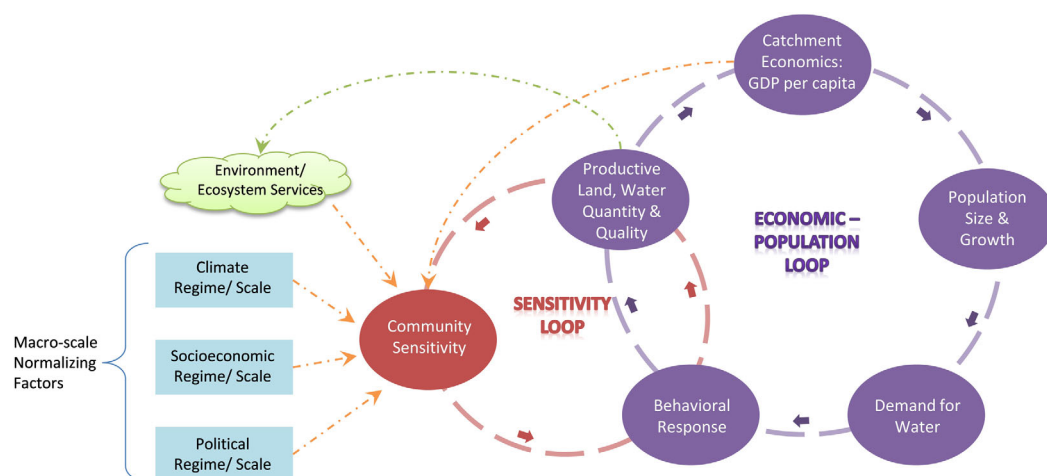 Catchment
Economics:
GDP per capita
Environment/
Ecosystem Services
Productive
Land, Water
Quantity &
Quality
Population
Size &
Growth
ECONOMIC –
POPULATION
LOOP
Climate
Regime/ Scale
SENSITIVITY
LOOP
Community
Sensitivity
Macro-scale
Normalizing
Factors
Socioeconomic
Regime/ Scale
Behavioral
Response
Demand for
Water
Political
Regime/ Scale